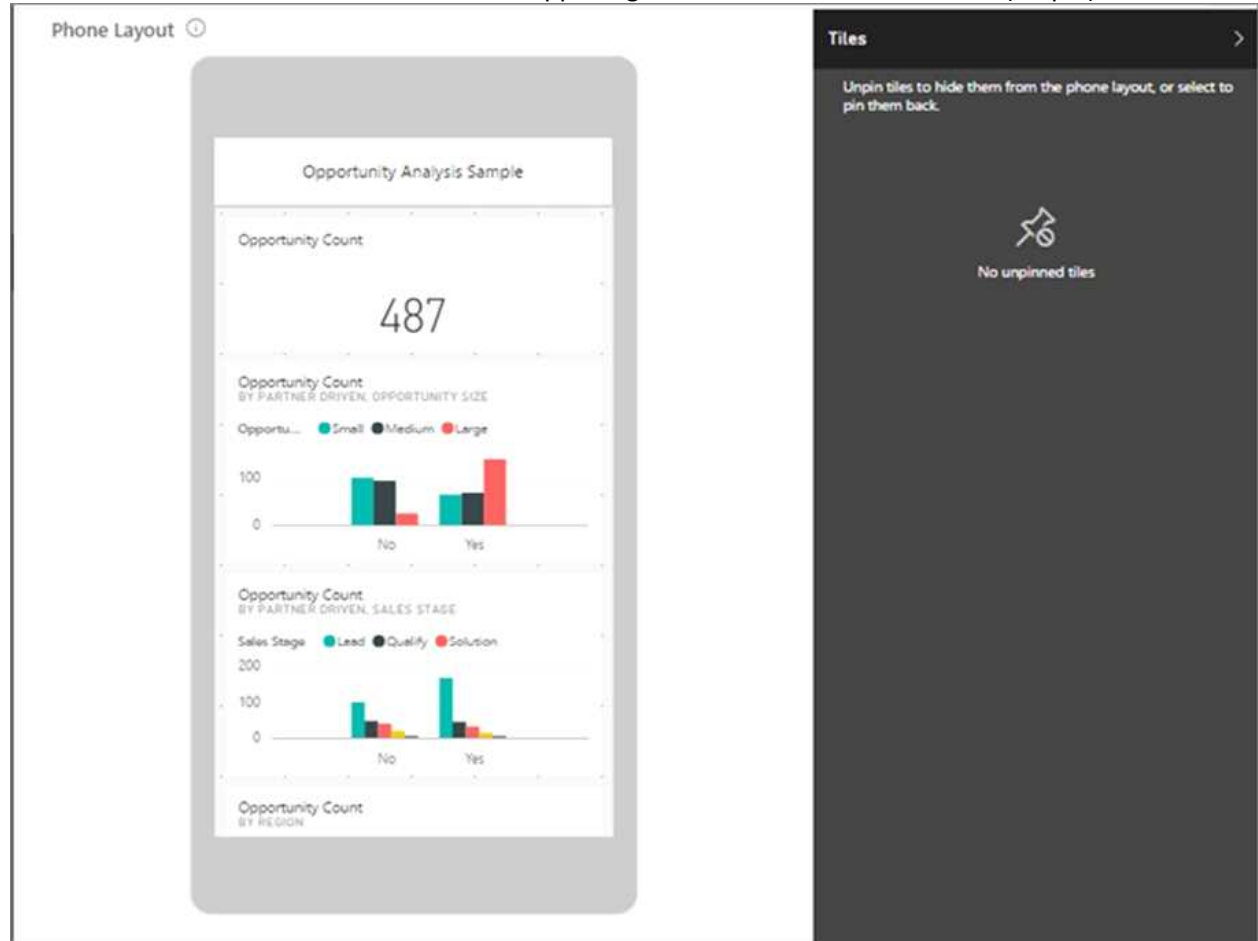 Phone Layout
Tiles
Unpin tiles to hide them from the phone layout, or select to
pin them back.
No unpinned tiles
Opportunity Analysis Sample
Opportunity Count
487
Opportunity Count
BY PARTNER DRIVEN, OPPORTUNITY SIZE
Opportu... Small Medium Large
100
0
No Yes
Opportunity Count
BY PARTNER DRIVEN, SALES STAGE
Sales Stage Lead Qualify Solution
200
100
0
No Yes
Opportunity Count
BY REGION